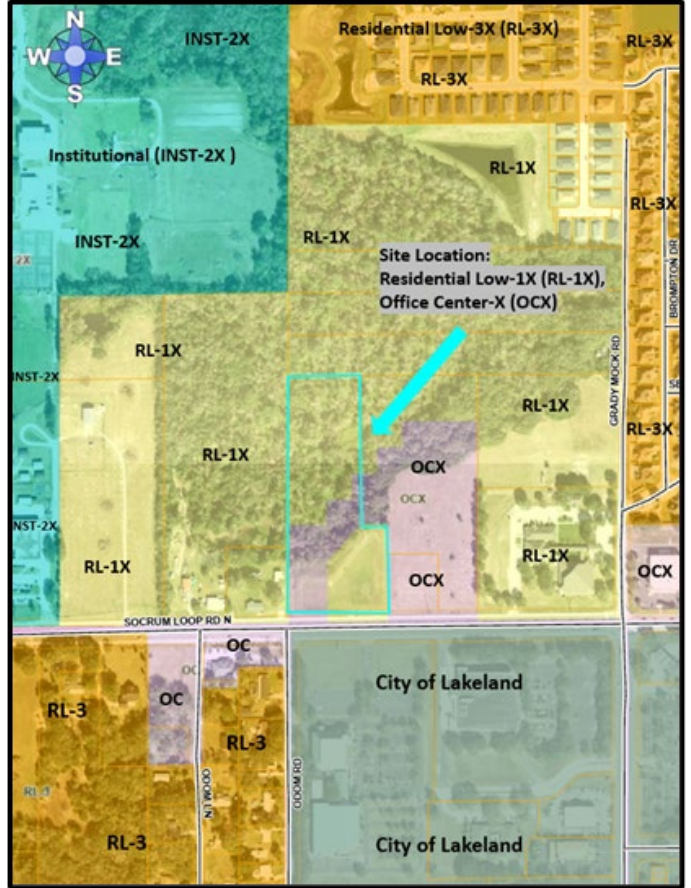 N
W E
S
INST-2X
Residential Low-3X (RL-3X)
RL-3X
RL-3X
Institutional (INST-2X )
RL-1X
RL-3X
INST-2X
RL-1X
2X
Site Location:
Residential Low-1X (RL-1X),
Office Center-X (OCX)
BROMPTON DR
RL-1X
INST-2X
GRADY MOCK RD
RL-1X
RL-3X
RL-1X
OCX
OCX
INST-2X
RL-1X
RL-1X
OCX
OCX
SOCRUM LOOP RD N
OC
OC
OC
RL-3
RL-3
City of Lakeland
ODOM LN
ODOM RD
RL-3
RL-3
City of Lakeland